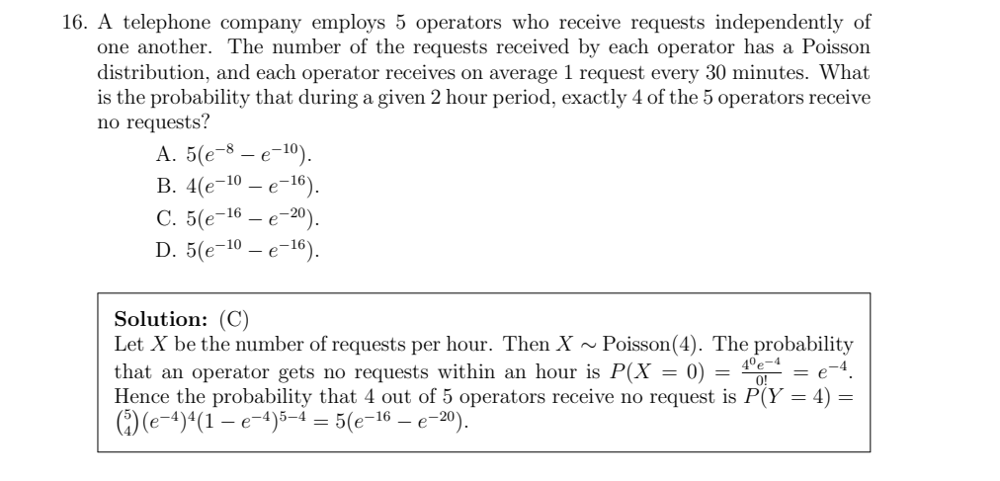 16. A telephone company employs 5 operators who receive requests independently of
one another. The number of the requests received by each operator has a Poisson
distribution, and each operator receives on average 1 request every 30 minutes. What
is the probability that during a given 2 hour period, exactly 4 of the 5 operators receive
no requests?
A. 5(e⁻⁸ − e⁻¹⁰).
B. 4(e⁻¹⁰ − e⁻¹⁶).
C. 5(e⁻¹⁶ − e⁻²⁰).
D. 5(e⁻¹⁰ − e⁻¹⁶).
Solution: (C)
Let X be the number of requests per hour. Then X ∼ Poisson(4). The probability
that an operator gets no requests within an hour is P(X = 0) = 4⁰e⁻⁴/0! = e⁻⁴.
Hence the probability that 4 out of 5 operators receive no request is P(Y = 4) =
(5 4)(e⁻⁴)⁴(1 − e⁻⁴)⁵⁻⁴ = 5(e⁻¹⁶ − e⁻²⁰).